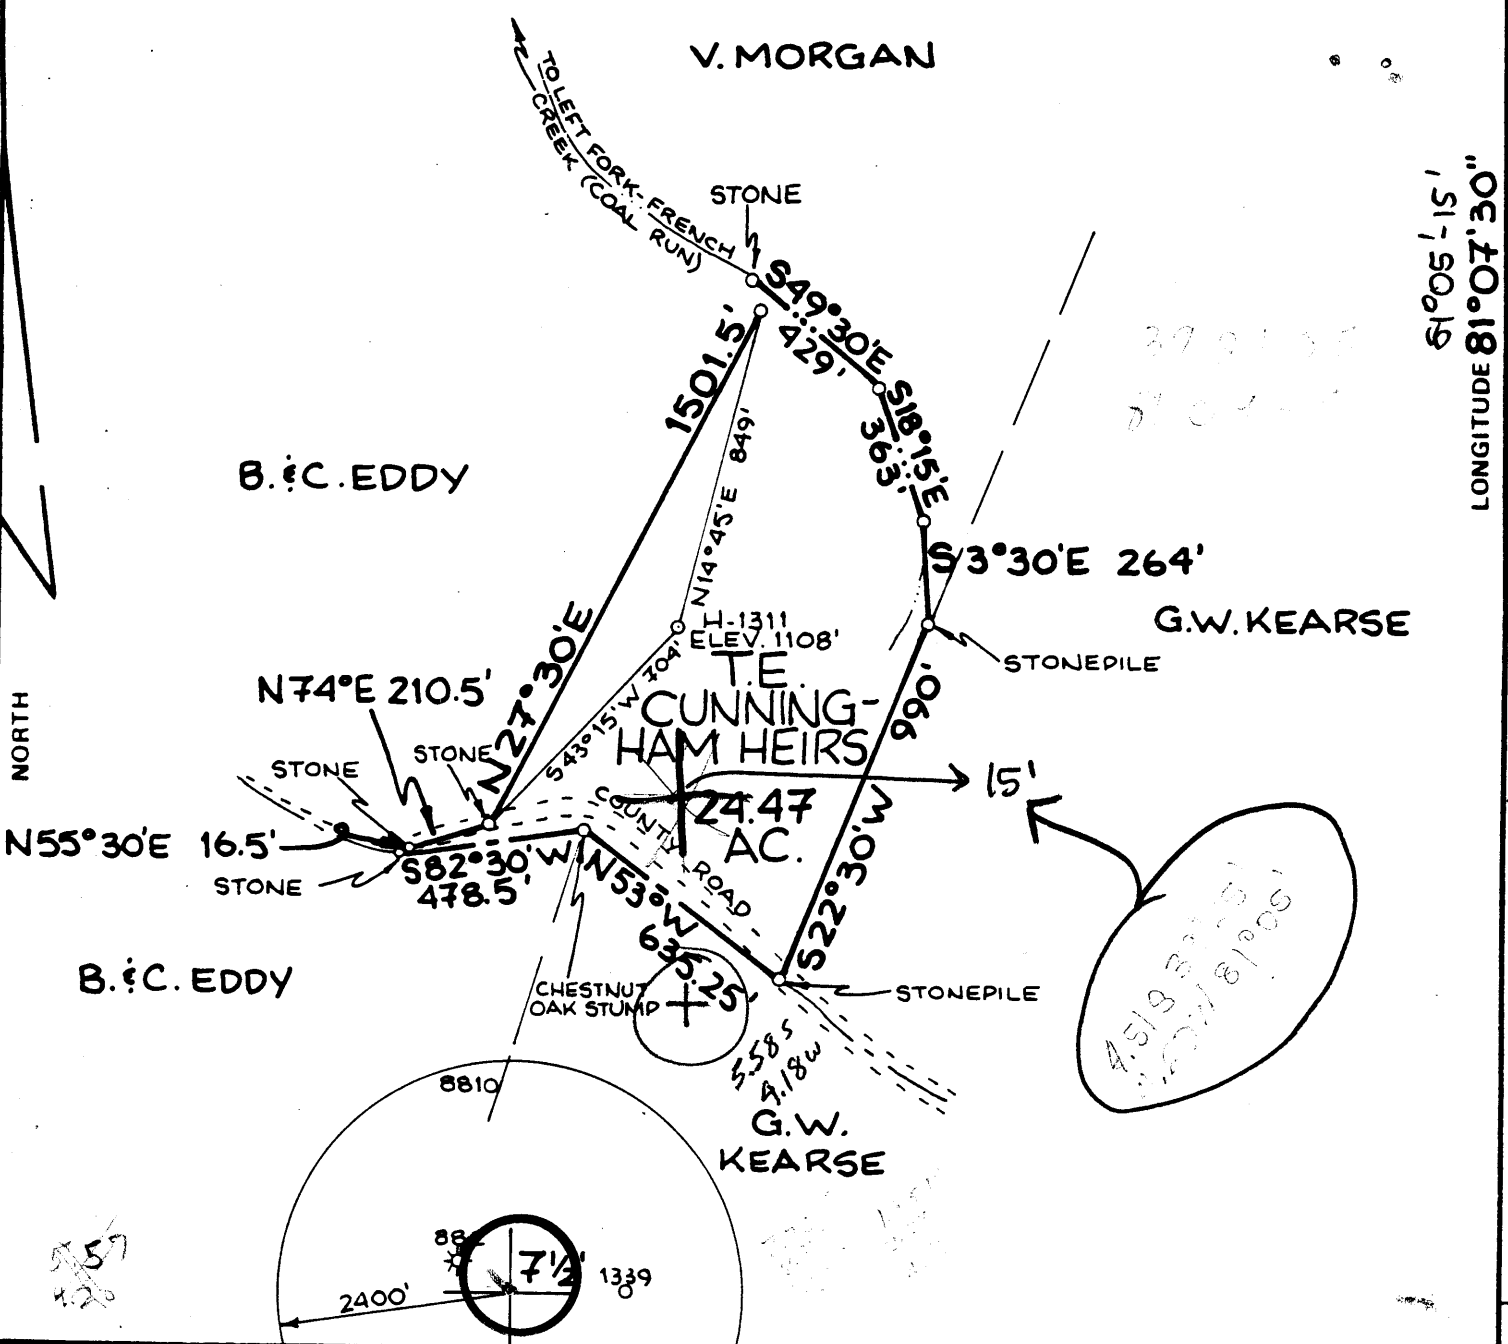 V. MORGAN
TO LEFT FORK - FRENCH
CREEK (COAL RUN)
STONE
81°05'-15'
LONGITUDE 81°07'30"
S49°30'E
429'
1501.5'
N27°30'E
849'
N14°45'E
S18°15'E
363'
B. & C. EDDY
S3°30'E 264'
H-1311
ELEV. 1108'
G.W. KEARSE
STONEPILE
T.E.
CUNNING-
HAM HEIRS
24.47
AC.
S43°15'W 704'
990'
S22°30'W
N74°E 210.5'
NORTH
STONE
STONE
15'
COUNTY ROAD
N55°30'E 16.5'
S82°30'W
478.5'
STONE
N53°W
635.25'
B. & C. EDDY
CHESTNUT
OAK STUMP
STONEPILE
5.58 S
4.18 W
8810
G.W.
KEARSE
7½'
1339
2400'